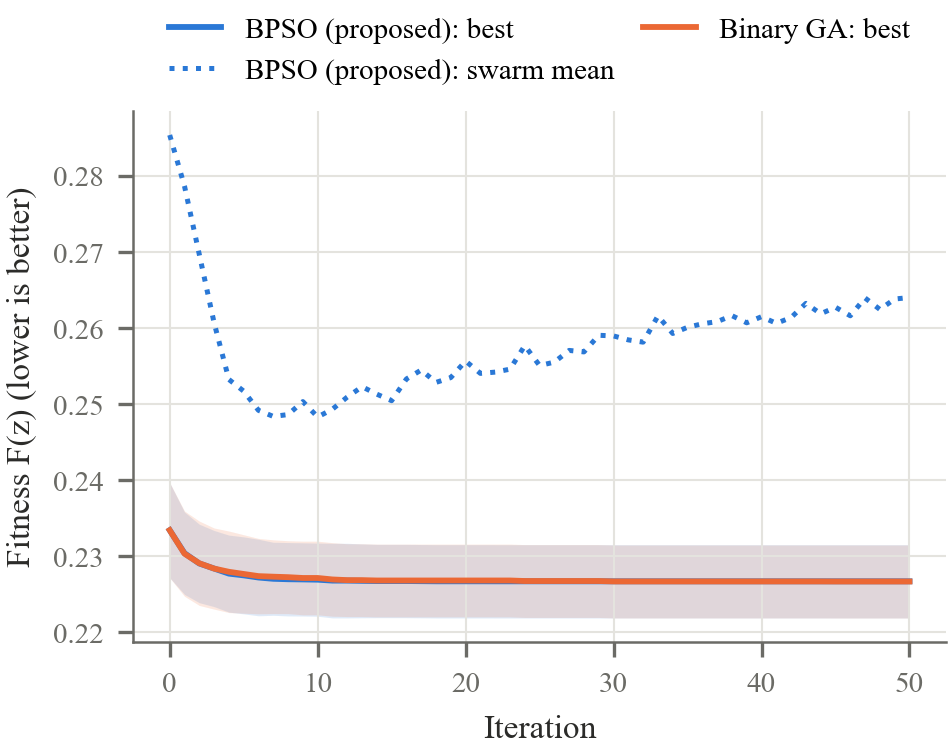 BPSO (proposed): best
Binary GA: best
BPSO (proposed): swarm mean
Fitness F(z) (lower is better)
0.28
0.27
0.26
0.25
0.24
0.23
0.22
0 10 20 30 40 50
Iteration